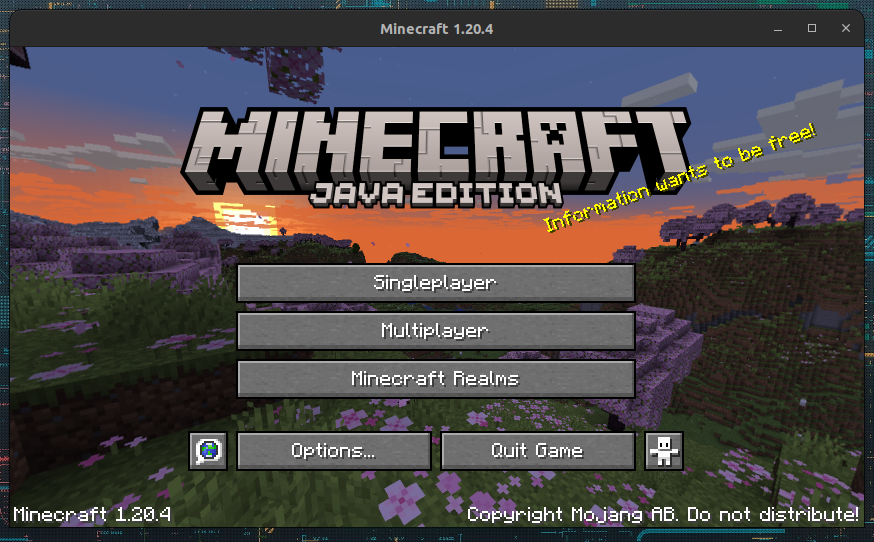 Minecraft 1.20.4
MINECRAFT
JAVA EDITION
Information wants to be free!
Singleplayer
Multiplayer
Minecraft Realms
Options...
Quit Game
Minecraft 1.20.4
Copyright Mojang AB. Do not distribute!